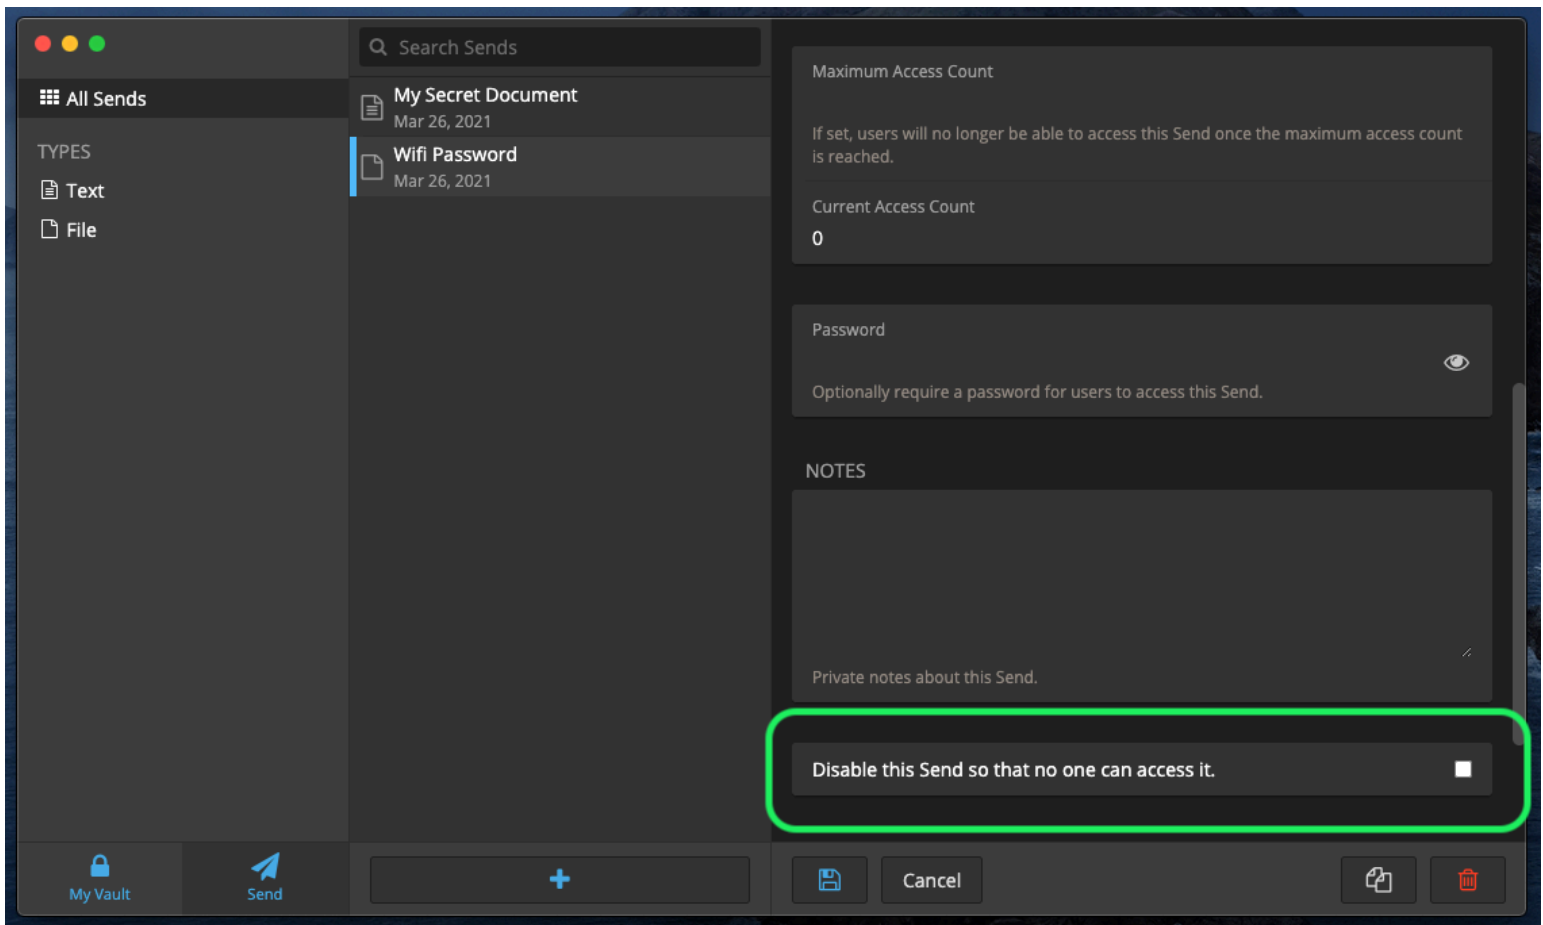 Search Sends
All Sends
TYPES
Text
File
My Secret Document
Mar 26, 2021
Wifi Password
Mar 26, 2021
Maximum Access Count
If set, users will no longer be able to access this Send once the maximum access count
is reached.
Current Access Count
0
Password
Optionally require a password for users to access this Send.
NOTES
Private notes about this Send.
Disable this Send so that no one can access it.
My Vault
Send
Cancel